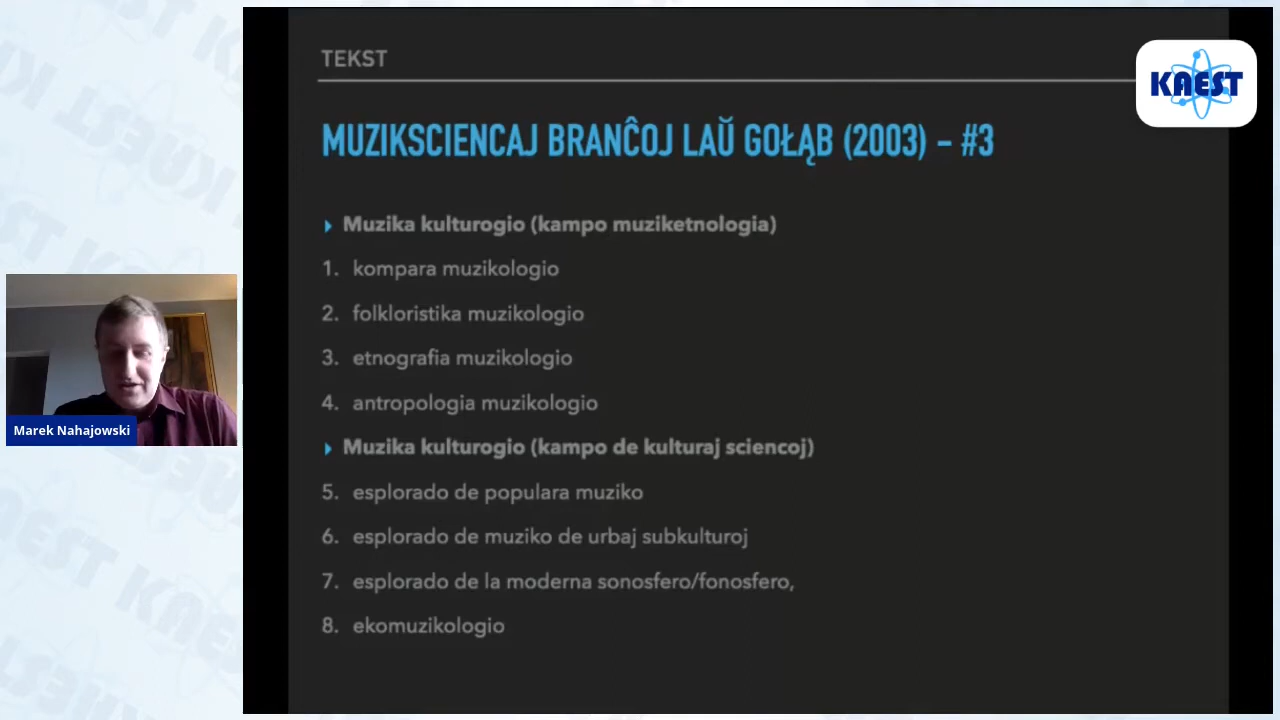 TEKST
KAEST
MUZIKSCIENCAJ BRANĈOJ LAŬ GOŁĄB (2003) – #3
Muzika kulturogio (kampo muziketnologia)
1. kompara muzikologio
2. folkloristika muzikologio
3. etnografia muzikologio
4. antropologia muzikologio
Muzika kulturogio (kampo de kulturaj sciencoj)
5. esplorado de populara muziko
6. esplorado de muziko de urbaj subkulturoj
7. esplorado de la moderna sonosfero/fonosfero,
8. ekomuzikologio
Marek Nahajowski